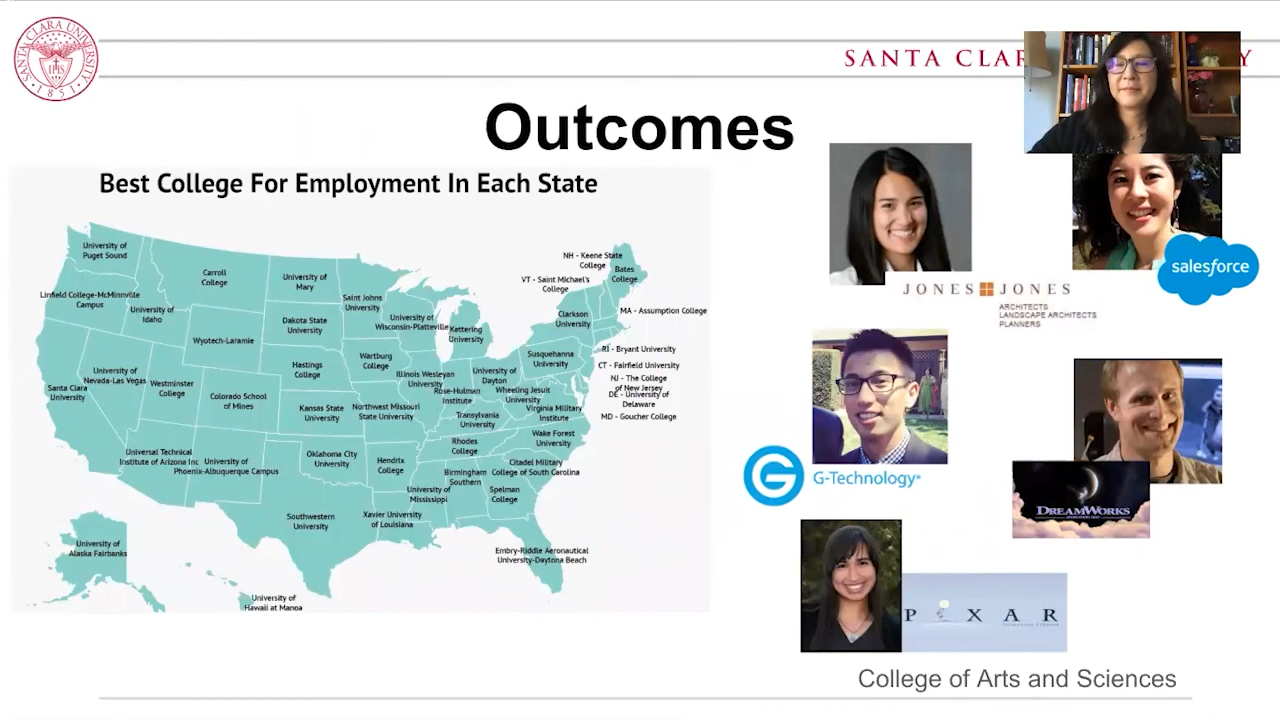 SANTA CLARA UNIVERSITY
1851
IHS
SANTA CLAR
Y
Outcomes
Best College For Employment In Each State
University of
Puget Sound
Linfield College-McMinnville
Campus
University of
Idaho
Carroll
College
University of
Mary
Saint Johns
University
University of
Wisconsin-Platteville
Kettering
University
NH - Keene State
College
VT - Saint Michael's
College
Bates
College
Clarkson
University
MA - Assumption College
Wyotech-Laramie
Dakota State
University
Hastings
College
Wartburg
College
Illinois Wesleyan
University
Rose-Hulman
Institute
University of
Dayton
Susquehanna
University
RI - Bryant University
CT - Fairfield University
NJ - The College
of New Jersey
DE - University of
Delaware
MD - Goucher College
Wheeling Jesuit
University
Virginia Military
Institute
Santa Clara
University
University of
Nevada-Las Vegas
Westminster
College
Colorado School
of Mines
Kansas State
University
Northwest Missouri
State University
Transylvania
University
Wake Forest
University
Universal Technical
Institute of Arizona Inc
University of
Phoenix-Albuquerque Campus
Oklahoma City
University
Hendrix
College
Rhodes
College
Birmingham
Southern
Citadel Military
College of South Carolina
Spelman
College
University of
Mississippi
Southwestern
University
Xavier University
of Louisiana
Embry-Riddle Aeronautical
University-Daytona Beach
University of
Alaska Fairbanks
University of
Hawaii at Manoa
salesforce
JONES JONES
ARCHITECTS
LANDSCAPE ARCHITECTS
PLANNERS
G-Technology
DREAMWORKS
PIXAR
College of Arts and Sciences